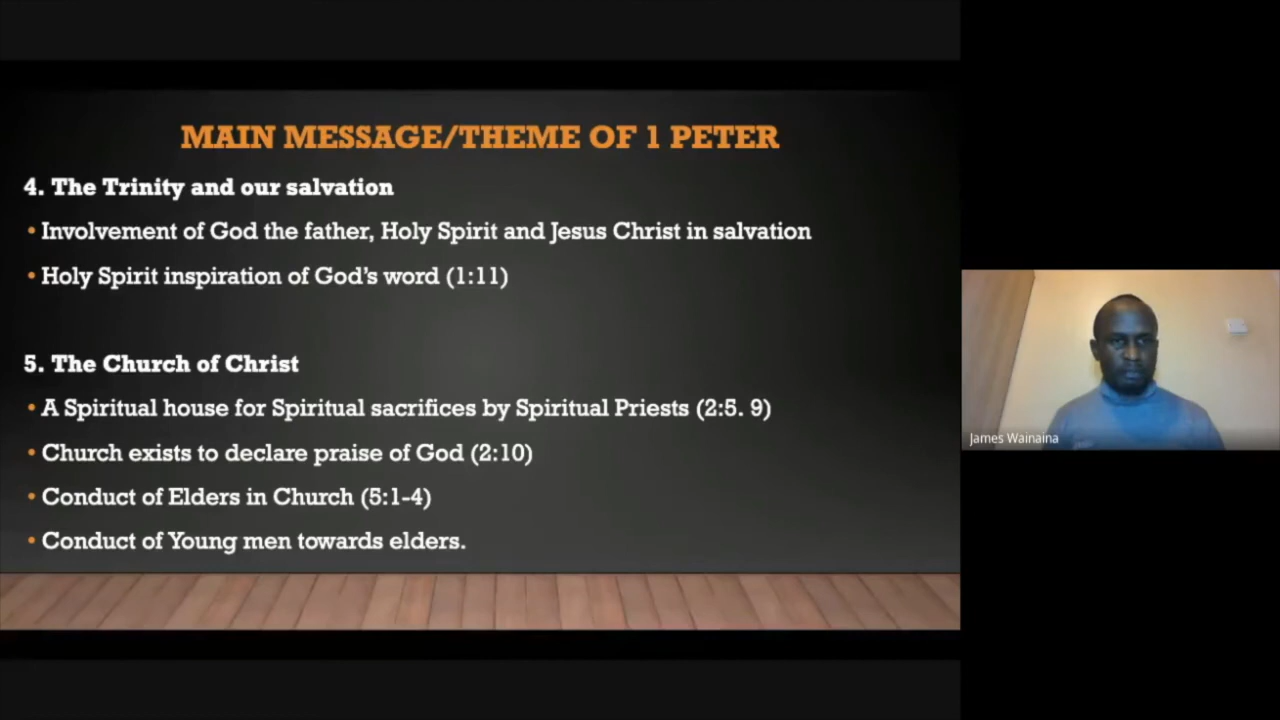 MAIN MESSAGE/THEME OF 1 PETER
4. The Trinity and our salvation
• Involvement of God the father, Holy Spirit and Jesus Christ in salvation
• Holy Spirit inspiration of God's word (1:11)
5. The Church of Christ
• A Spiritual house for Spiritual sacrifices by Spiritual Priests (2:5. 9)
• Church exists to declare praise of God (2:10)
• Conduct of Elders in Church (5:1-4)
• Conduct of Young men towards elders.
James Wainaina